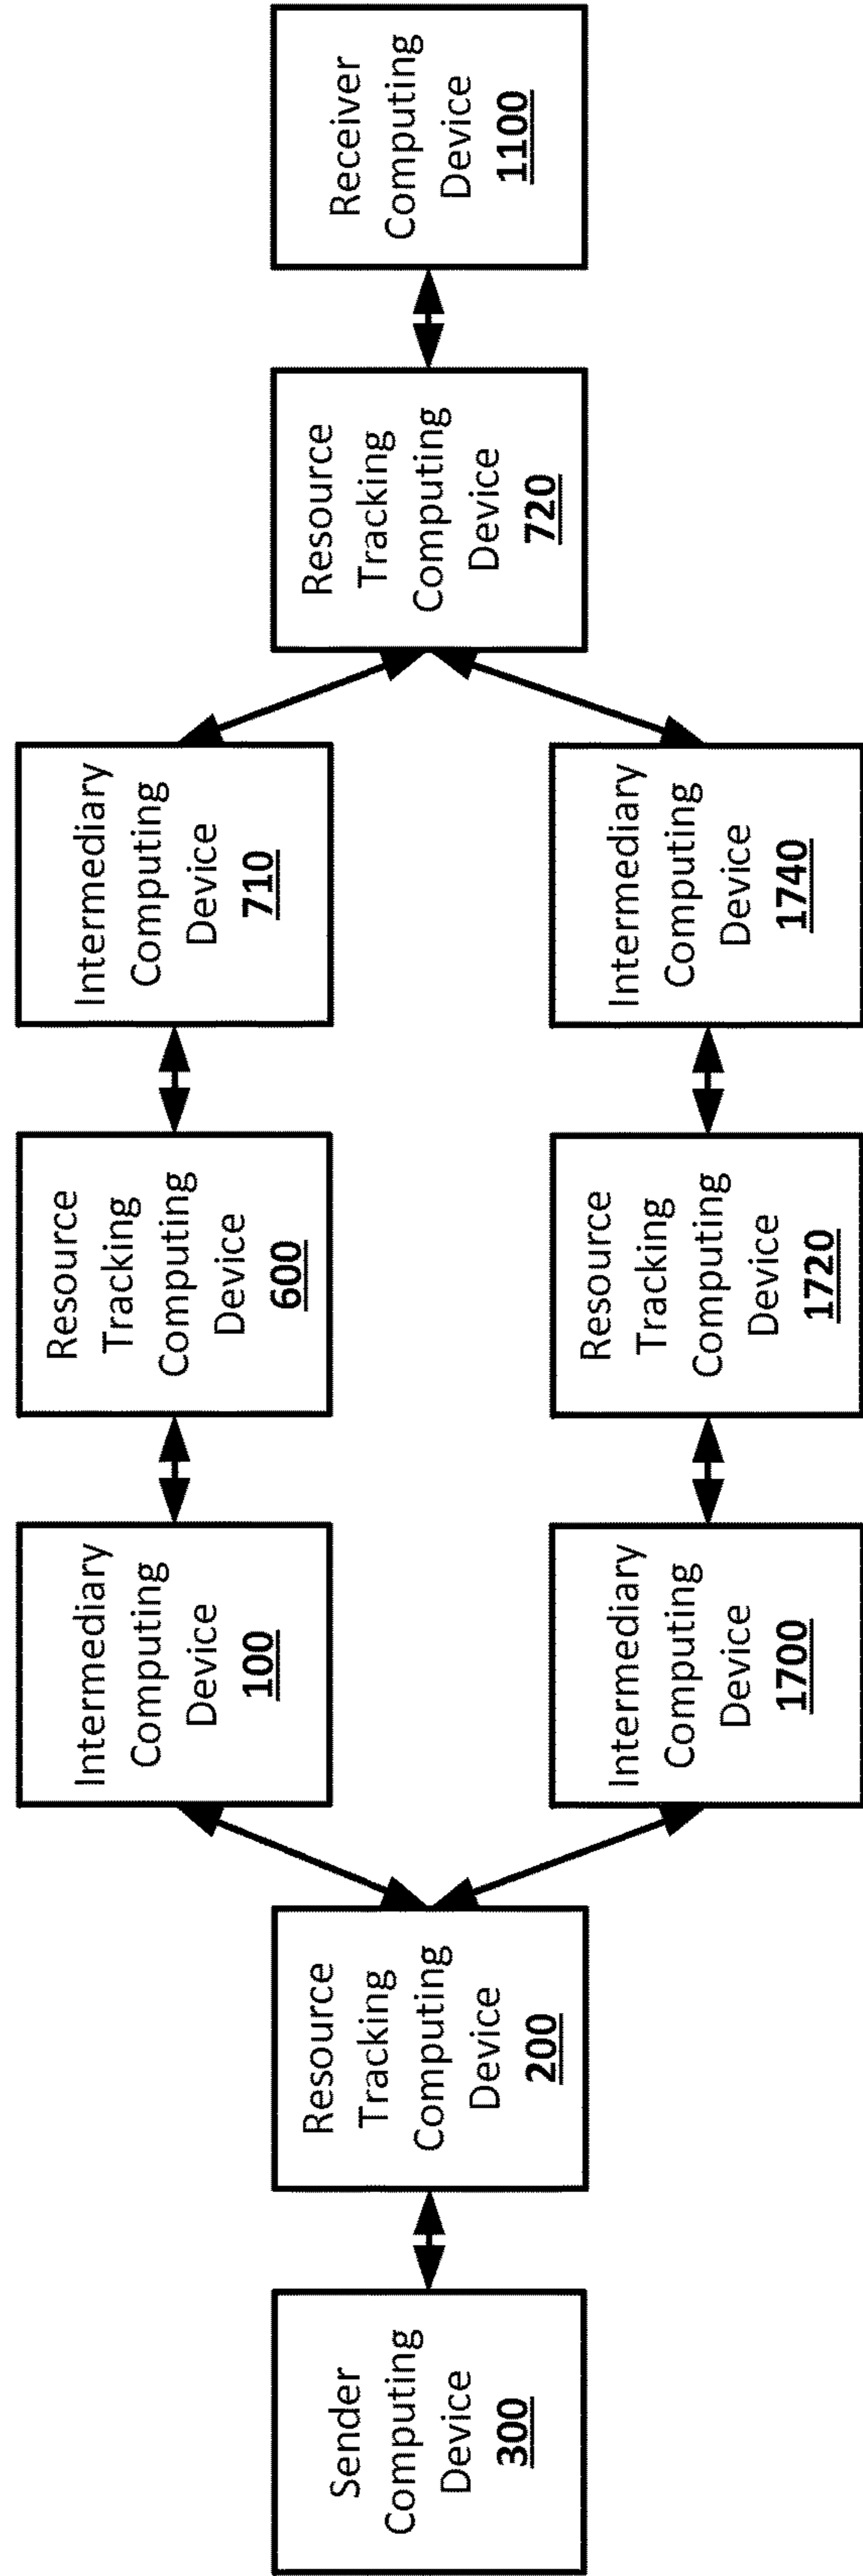 Sender
Computing
Device
300
Resource
Tracking
Computing
Device
200
Intermediary
Computing
Device
100
Resource
Tracking
Computing
Device
600
Intermediary
Computing
Device
710
Intermediary
Computing
Device
1700
Resource
Tracking
Computing
Device
1720
Intermediary
Computing
Device
1740
Resource
Tracking
Computing
Device
720
Receiver
Computing
Device
1100